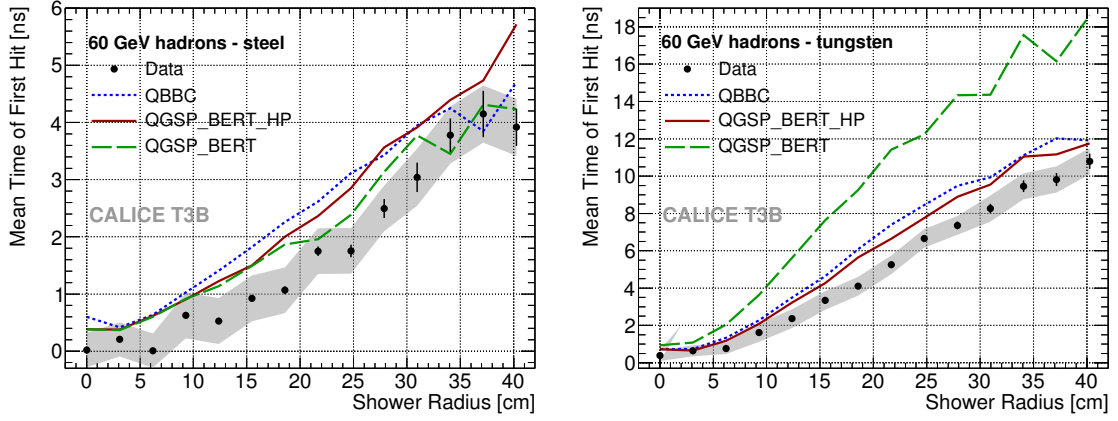 60 GeV hadrons - steel
Data
QBBC
QGSP_BERT_HP
QGSP_BERT
CALICE T3B
Mean Time of First Hit [ns]
6
5
4
3
2
1
0
0 5 10 15 20 25 30 35 40
Shower Radius [cm]
60 GeV hadrons - tungsten
Data
QBBC
QGSP_BERT_HP
QGSP_BERT
CALICE T3B
Mean Time of First Hit [ns]
18
16
14
12
10
8
6
4
2
0
0 5 10 15 20 25 30 35 40
Shower Radius [cm]